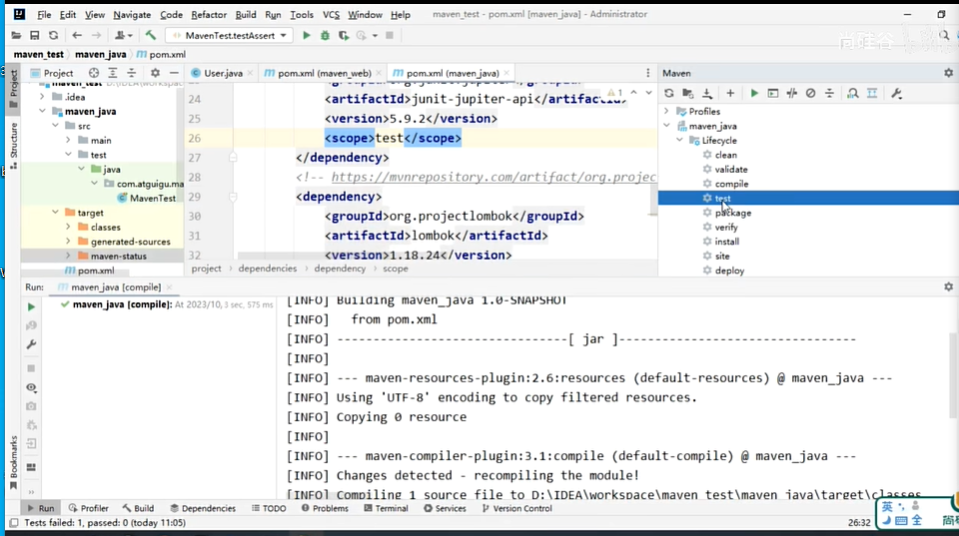 File Edit View Navigate Code Refactor Build Run Tools VCS Window Help maven_test - pom.xml [maven_java] - Administrator
MavenTest.testAssert
尚硅谷
maven_test maven_java pom.xml
Project
User.java pom.xml (maven_web) pom.xml (maven_java)
Maven
Project
Structure
Bookmarks
maven_test
.idea
maven_java
src
main
test
java
com.atguigu.ma
MavenTest
target
classes
generated-sources
maven-status
pom.xml
24 <artifactId>junit-jupiter-api</artifactId>
25 <version>5.9.2</version>
26 <scope>test</scope>
27 </dependency>
28 <!-- https://mvnrepository.com/artifact/org.projec
29 <dependency>
30 <groupId>org.projectlombok</groupId>
31 <artifactId>lombok</artifactId>
32 <version>1.18.24</version>
1
project dependencies dependency scope
Profiles
maven_java
Lifecycle
clean
validate
compile
test
package
verify
install
site
deploy
Run: maven_java [compile]
maven_java [compile]: At 2023/10, 3 sec, 575 ms
[INFO] Building maven_java 1.0-SNAPSHOT
[INFO] from pom.xml
[INFO] --------------------------------[ jar ]---------------------------------
[INFO]
[INFO] --- maven-resources-plugin:2.6:resources (default-resources) @ maven_java ---
[INFO] Using 'UTF-8' encoding to copy filtered resources.
[INFO] Copying 0 resource
[INFO]
[INFO] --- maven-compiler-plugin:3.1:compile (default-compile) @ maven_java ---
[INFO] Changes detected - recompiling the module!
[INFO] Compiling 1 source file to D:\IDEA\workspace\maven_test\maven_java\target\classes
Run Profiler Build Dependencies TODO Problems Terminal Services Version Control
Tests failed: 1, passed: 0 (today 11:05)
26:32
英
全